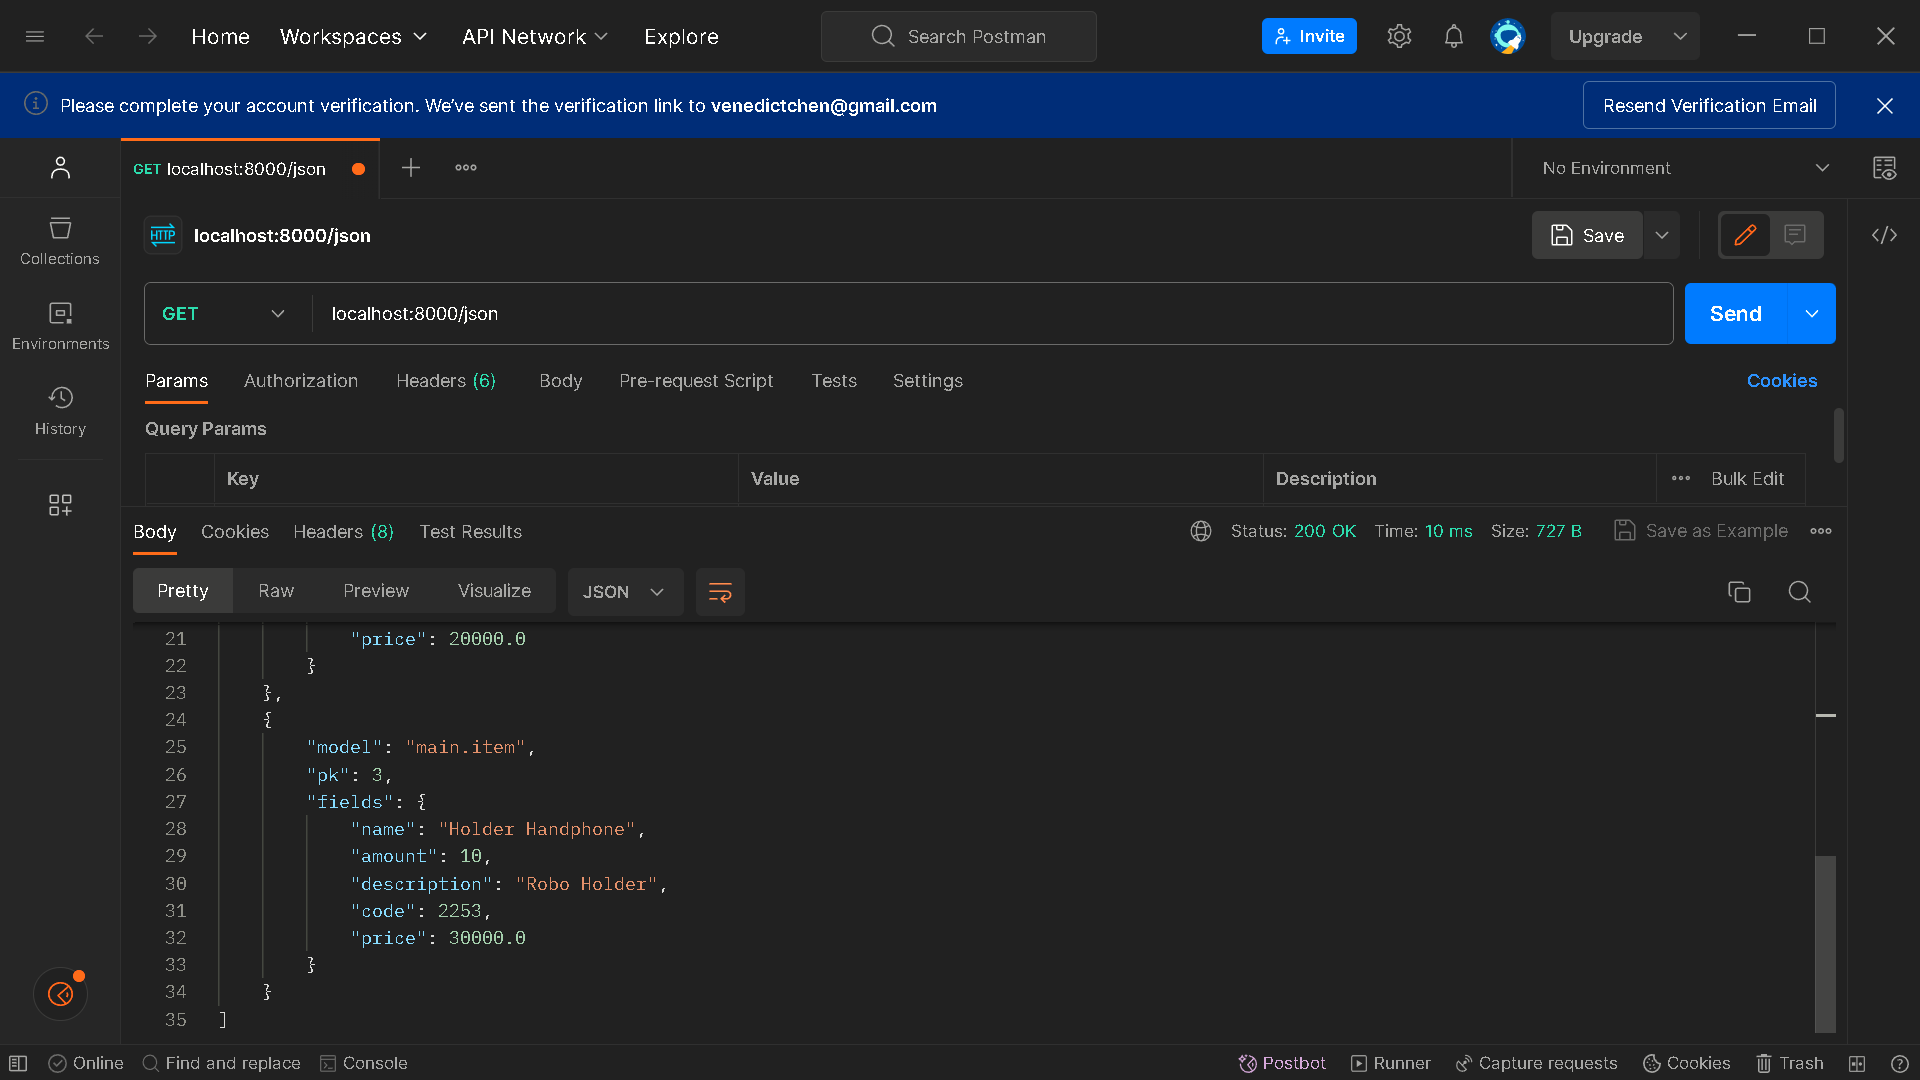 Home Workspaces API Network Explore Search Postman Invite Upgrade
Please complete your account verification. We've sent the verification link to venedictchen@gmail.com Resend Verification Email
GET localhost:8000/json No Environment
HTTP localhost:8000/json Save
Collections
GET localhost:8000/json Send
Environments
Params Authorization Headers (6) Body Pre-request Script Tests Settings Cookies
History
Query Params
Key Value Description Bulk Edit
Body Cookies Headers (8) Test Results Status: 200 OK Time: 10 ms Size: 727 B Save as Example
Pretty Raw Preview Visualize JSON
21 "price": 20000.0
22 }
23 },
24 {
25 "model": "main.item",
26 "pk": 3,
27 "fields": {
28 "name": "Holder Handphone",
29 "amount": 10,
30 "description": "Robo Holder",
31 "code": 2253,
32 "price": 30000.0
33 }
34 }
35 ]
Online Find and replace Console Postbot Runner Capture requests Cookies Trash